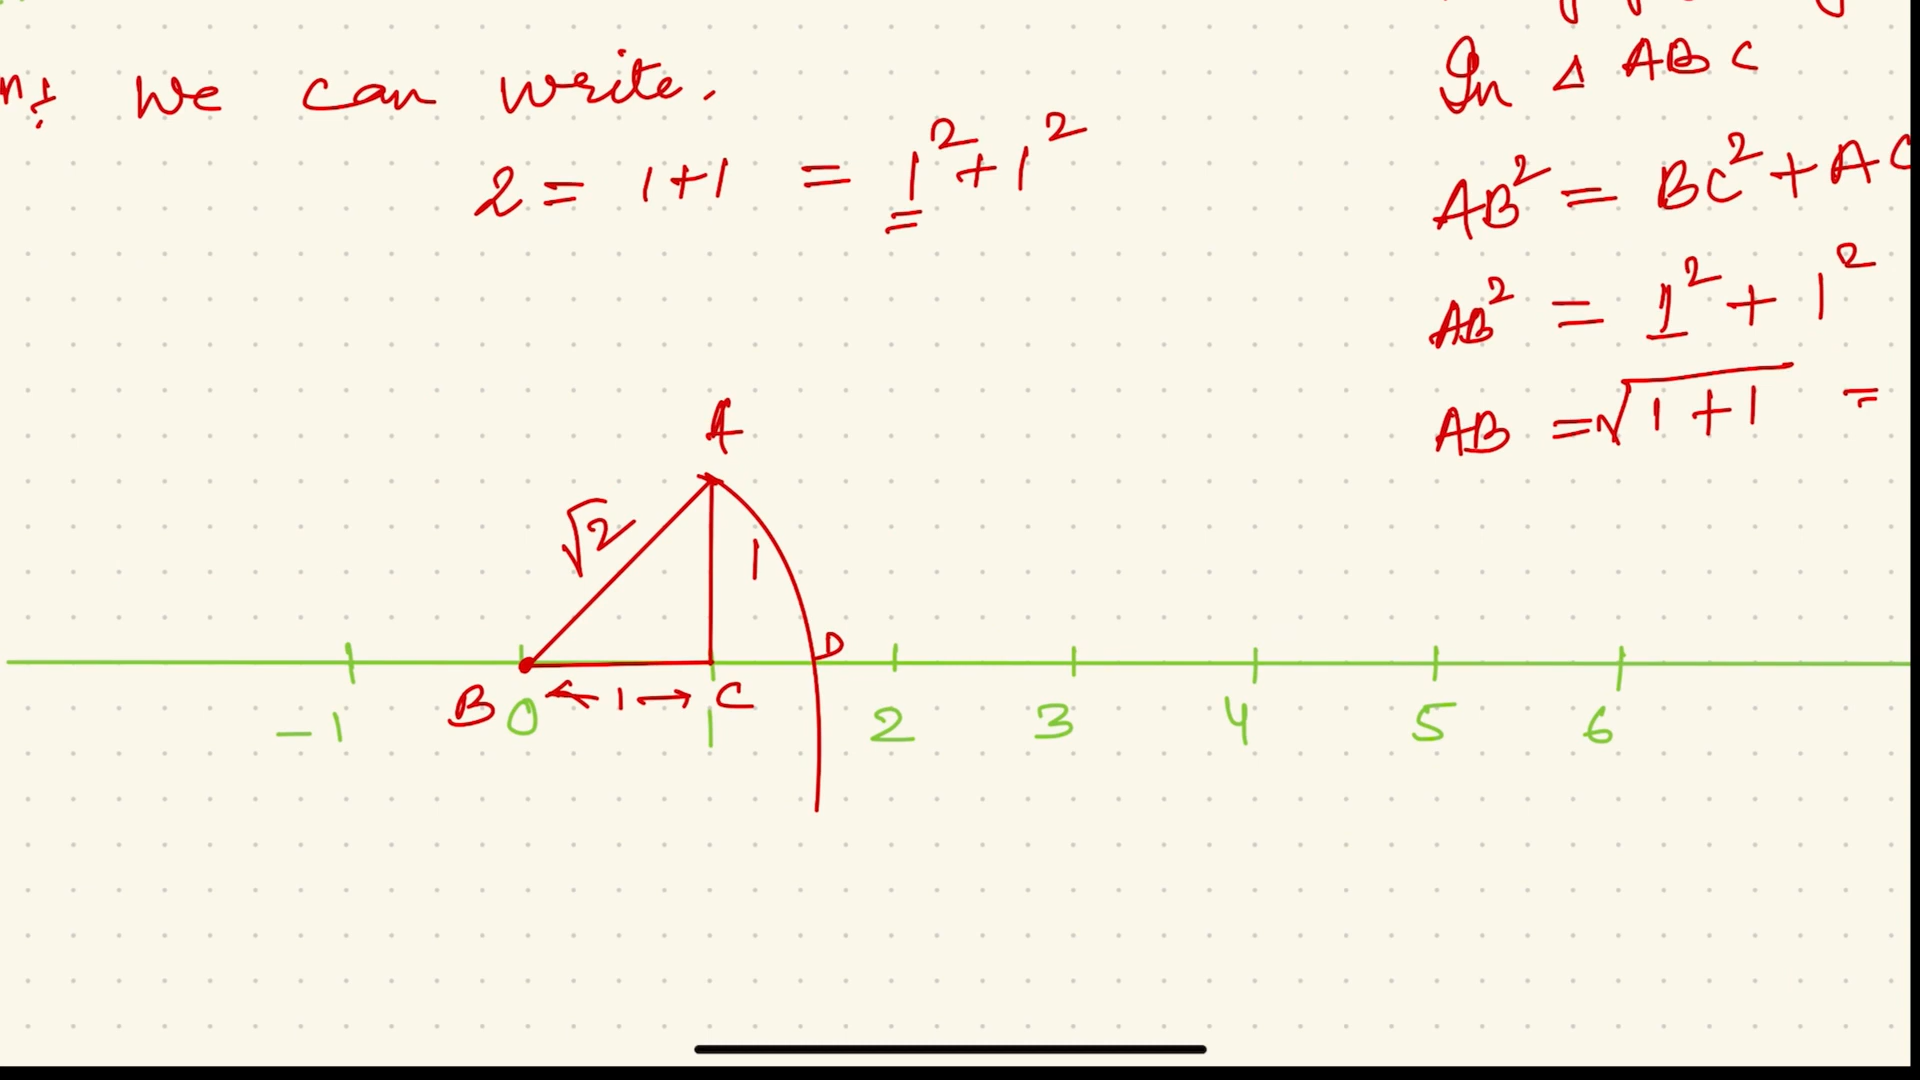 We can write.
2 = 1+1 = 1² + 1²
In Δ ABC
AB² = BC² + AC
AB² = 1² + 1²
AB = √1 + 1 =
A
√2
1
D
B ← 1 → C
-1 0 1 2 3 4 5 6